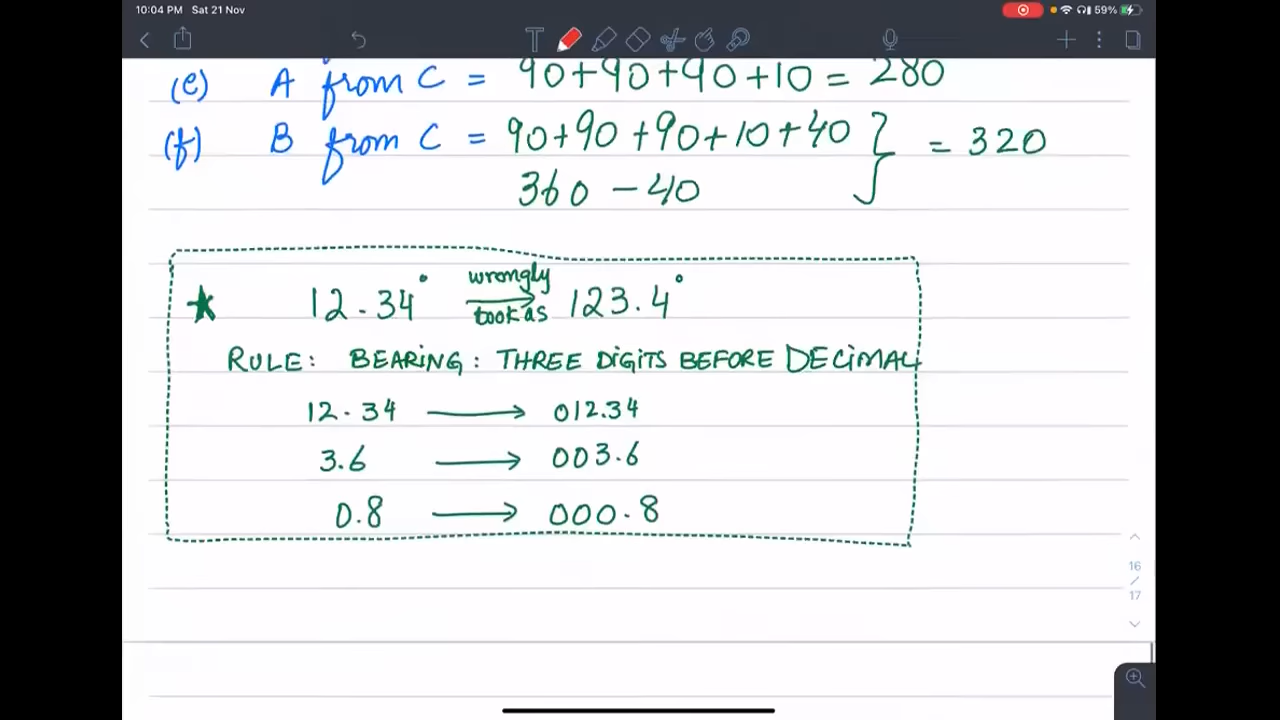 10:04 PM Sat 21 Nov 59%
(e) A from C = 90+90+90+10 = 280
(f) B from C = 90+90+90+10+40 } = 320
360 - 40
★ 12.34° wrongly took as → 123.4°
RULE: BEARING: THREE DIGITS BEFORE DECIMAL
12.34 → 012.34
3.6 → 003.6
0.8 → 000.8
16
/
17